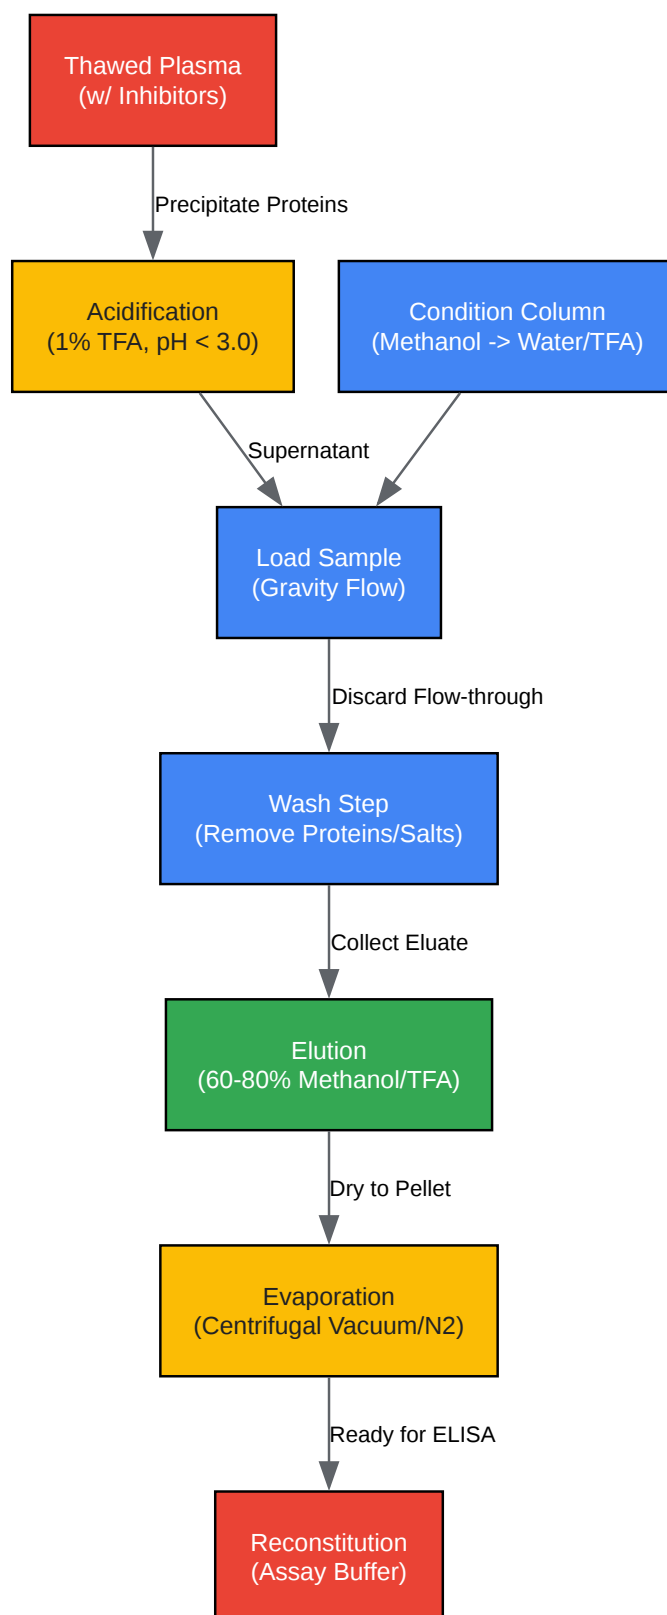 Thawed Plasma
(w/ Inhibitors)
Precipitate Proteins
Acidification
(1% TFA, pH < 3.0)
Condition Column
(Methanol -> Water/TFA)
Supernatant
Load Sample
(Gravity Flow)
Discard Flow-through
Wash Step
(Remove Proteins/Salts)
Collect Eluate
Elution
(60-80% Methanol/TFA)
Dry to Pellet
Evaporation
(Centrifugal Vacuum/N2)
Ready for ELISA
Reconstitution
(Assay Buffer)